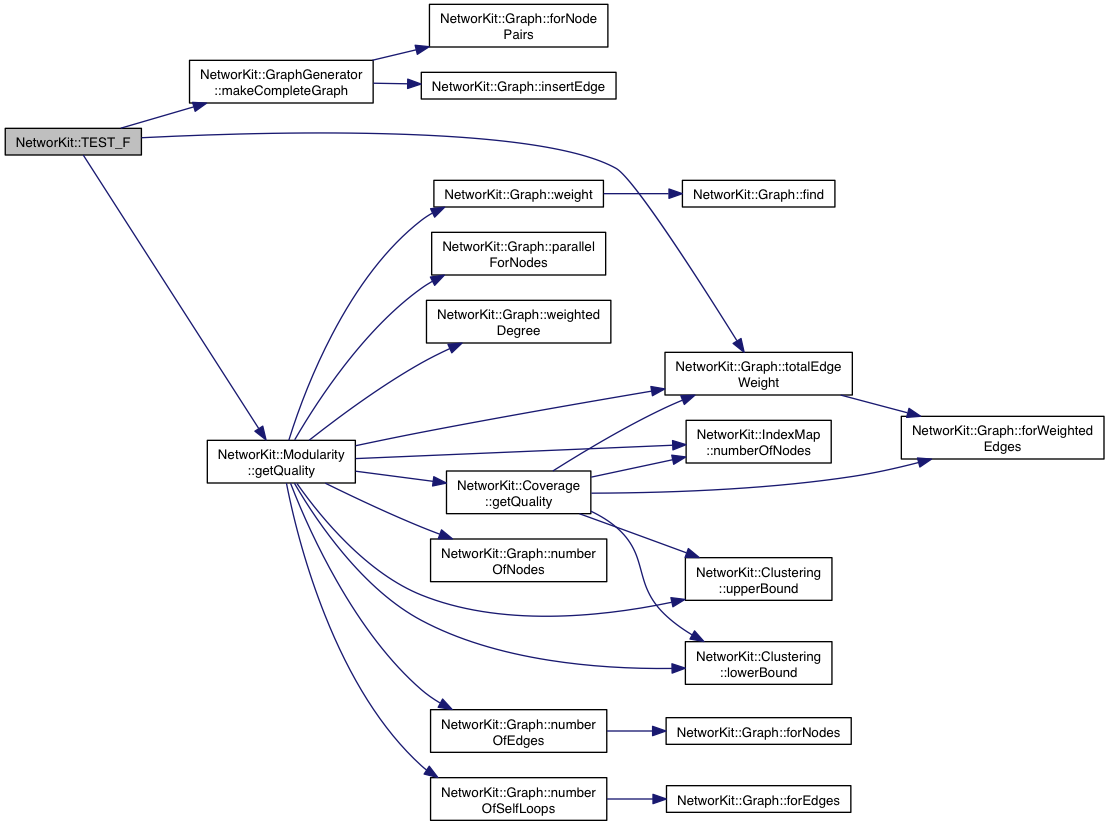 NetworKit::Graph::forNode
Pairs
NetworKit::GraphGenerator
::makeCompleteGraph
NetworKit::Graph::insertEdge
NetworKit::TEST_F
NetworKit::Graph::weight
NetworKit::Graph::find
NetworKit::Graph::parallel
ForNodes
NetworKit::Graph::weighted
Degree
NetworKit::Graph::totalEdge
Weight
NetworKit::IndexMap
::numberOfNodes
NetworKit::Graph::forWeighted
Edges
NetworKit::Modularity
::getQuality
NetworKit::Coverage
::getQuality
NetworKit::Graph::number
OfNodes
NetworKit::Clustering
::upperBound
NetworKit::Clustering
::lowerBound
NetworKit::Graph::number
OfEdges
NetworKit::Graph::forNodes
NetworKit::Graph::number
OfSelfLoops
NetworKit::Graph::forEdges